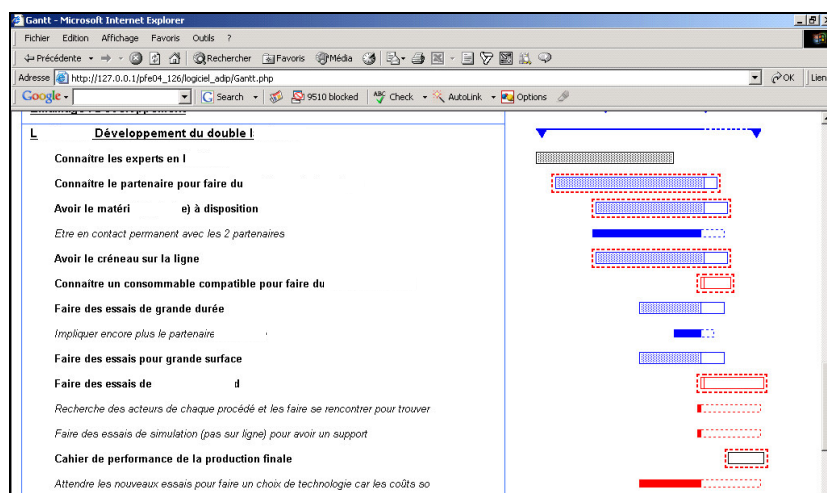 Gantt - Microsoft Internet Explorer
Fichier Edition Affichage Favoris Outils ?
Précédente Rechercher Favoris Média
Adresse http://127.0.0.1/pfe04_126/logiciel_adip/Gantt.php OK Lien
Google Search 9510 blocked ABC Check AutoLink Options
L Développement du double l
Connaître les experts en l
Connaître le partenaire pour faire du
Avoir le matéri e) à disposition
Etre en contact permanent avec les 2 partenaires
Avoir le créneau sur la ligne
Connaître un consommable compatible pour faire du
Faire des essais de grande durée
Impliquer encore plus le partenaire
Faire des essais pour grande surface
Faire des essais de d
Recherche des acteurs de chaque procédé et les faire se rencontrer pour trouver
Faire des essais de simulation (pas sur ligne) pour avoir un support
Cahier de performance de la production finale
Attendre les nouveaux essais pour faire un choix de technologie car les coûts so